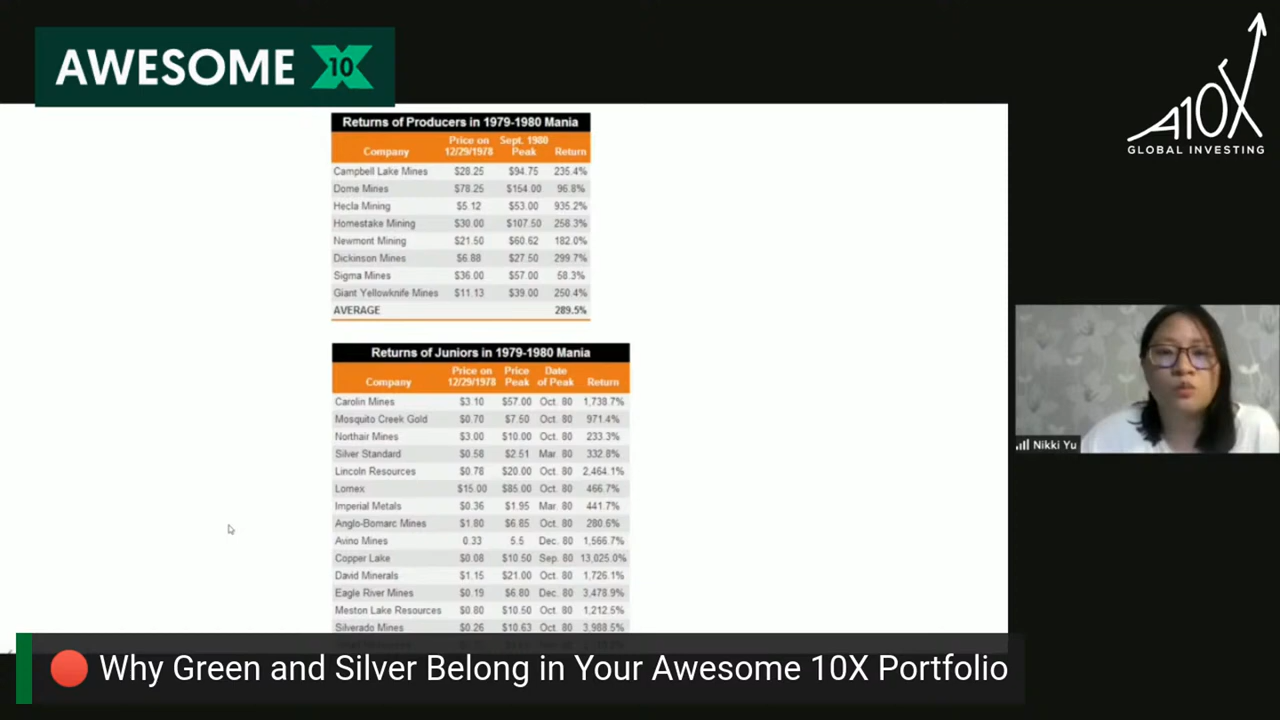 AWESOME 10X
A10X
GLOBAL INVESTING
Returns of Producers in 1979-1980 Mania
Company Price on 12/29/1978 Sept. 1980 Peak Return
Campbell Lake Mines $28.25 $94.75 235.4%
Dome Mines $78.25 $154.00 96.8%
Hecla Mining $5.12 $53.00 935.2%
Homestake Mining $30.00 $107.50 258.3%
Newmont Mining $21.50 $60.62 182.0%
Dickinson Mines $6.88 $27.50 299.7%
Sigma Mines $36.00 $57.00 58.3%
Giant Yellowknife Mines $11.13 $39.00 250.4%
AVERAGE 289.5%
Returns of Juniors in 1979-1980 Mania
Company Price on 12/29/1978 Price Peak Date of Peak Return
Carolin Mines $3.10 $57.00 Oct. 80 1,738.7%
Mosquito Creek Gold $0.70 $7.50 Oct. 80 971.4%
Northair Mines $3.00 $10.00 Oct. 80 233.3%
Silver Standard $0.58 $2.51 Mar. 80 332.8%
Lincoln Resources $0.78 $20.00 Oct. 80 2,464.1%
Lornex $15.00 $85.00 Oct. 80 466.7%
Imperial Metals $0.36 $1.95 Mar. 80 441.7%
Anglo-Bomarc Mines $1.80 $6.85 Oct. 80 280.6%
Avino Mines 0.33 5.5 Dec. 80 1,566.7%
Copper Lake $0.08 $10.50 Sep. 80 13,025.0%
David Minerals $1.15 $21.00 Oct. 80 1,726.1%
Eagle River Mines $0.19 $6.80 Dec. 80 3,478.9%
Meston Lake Resources $0.80 $10.50 Oct. 80 1,212.5%
Silverado Mines $0.26 $10.63 Oct. 80 3,988.5%
Nikki Yu
Why Green and Silver Belong in Your Awesome 10X Portfolio